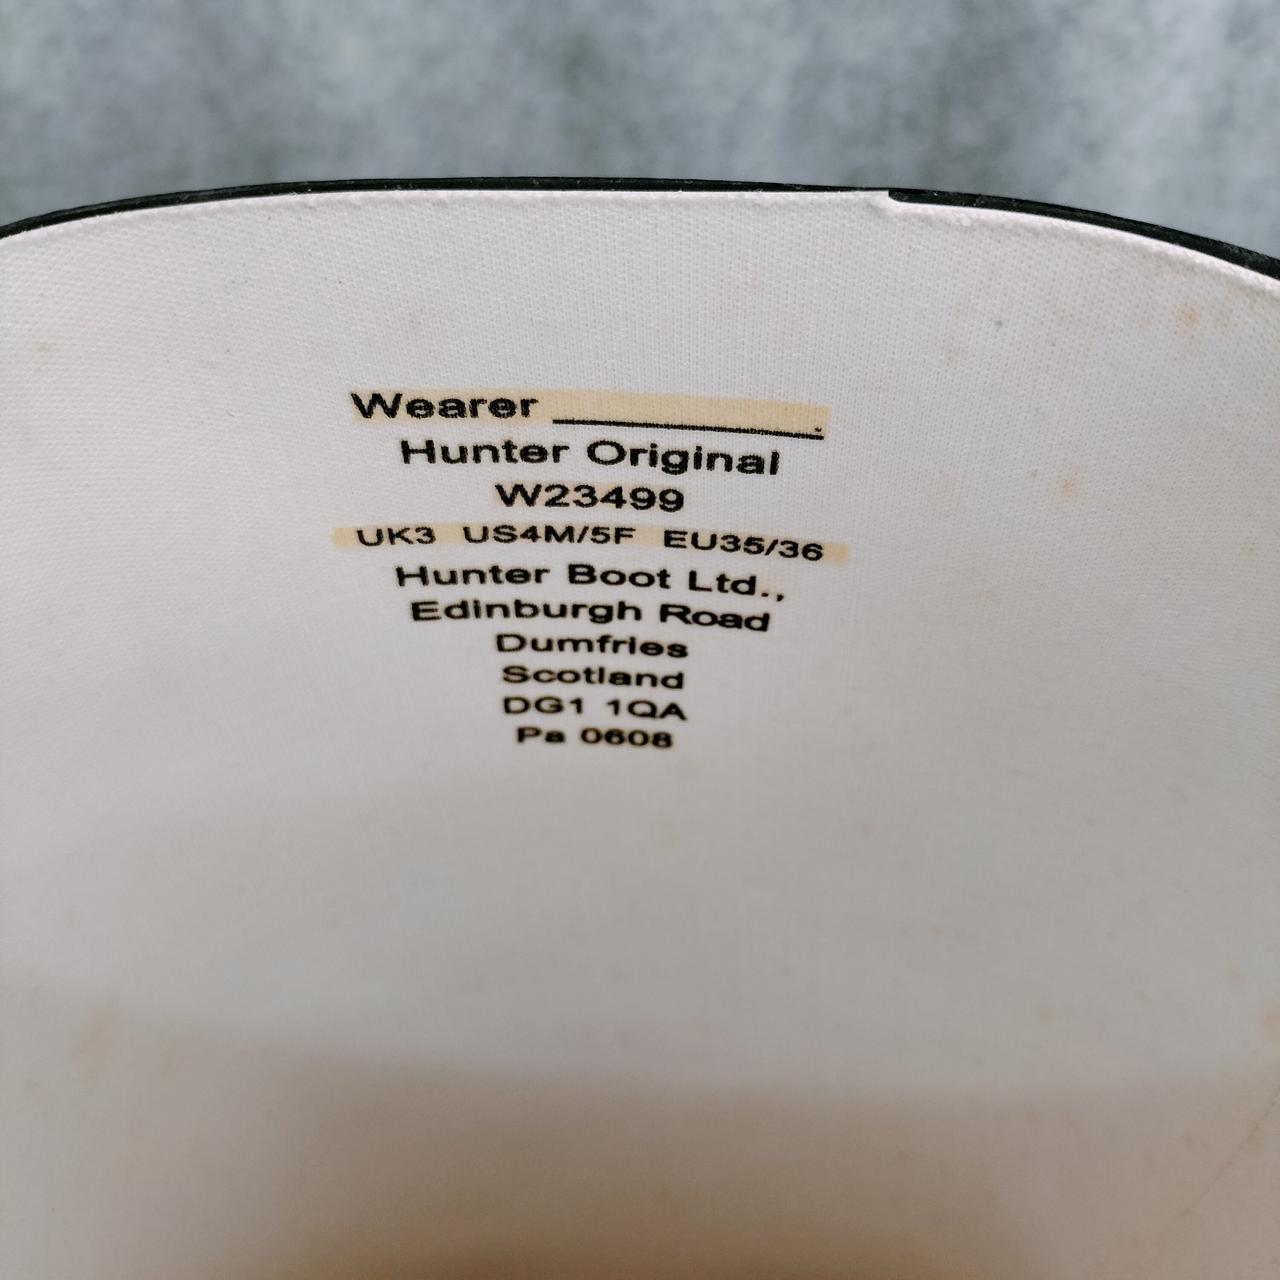 Wearer ____________
Hunter Original
W23499
UK3 US4M/5F EU35/36
Hunter Boot Ltd.,
Edinburgh Road
Dumfries
Scotland
DG1 1QA
Pa 0608